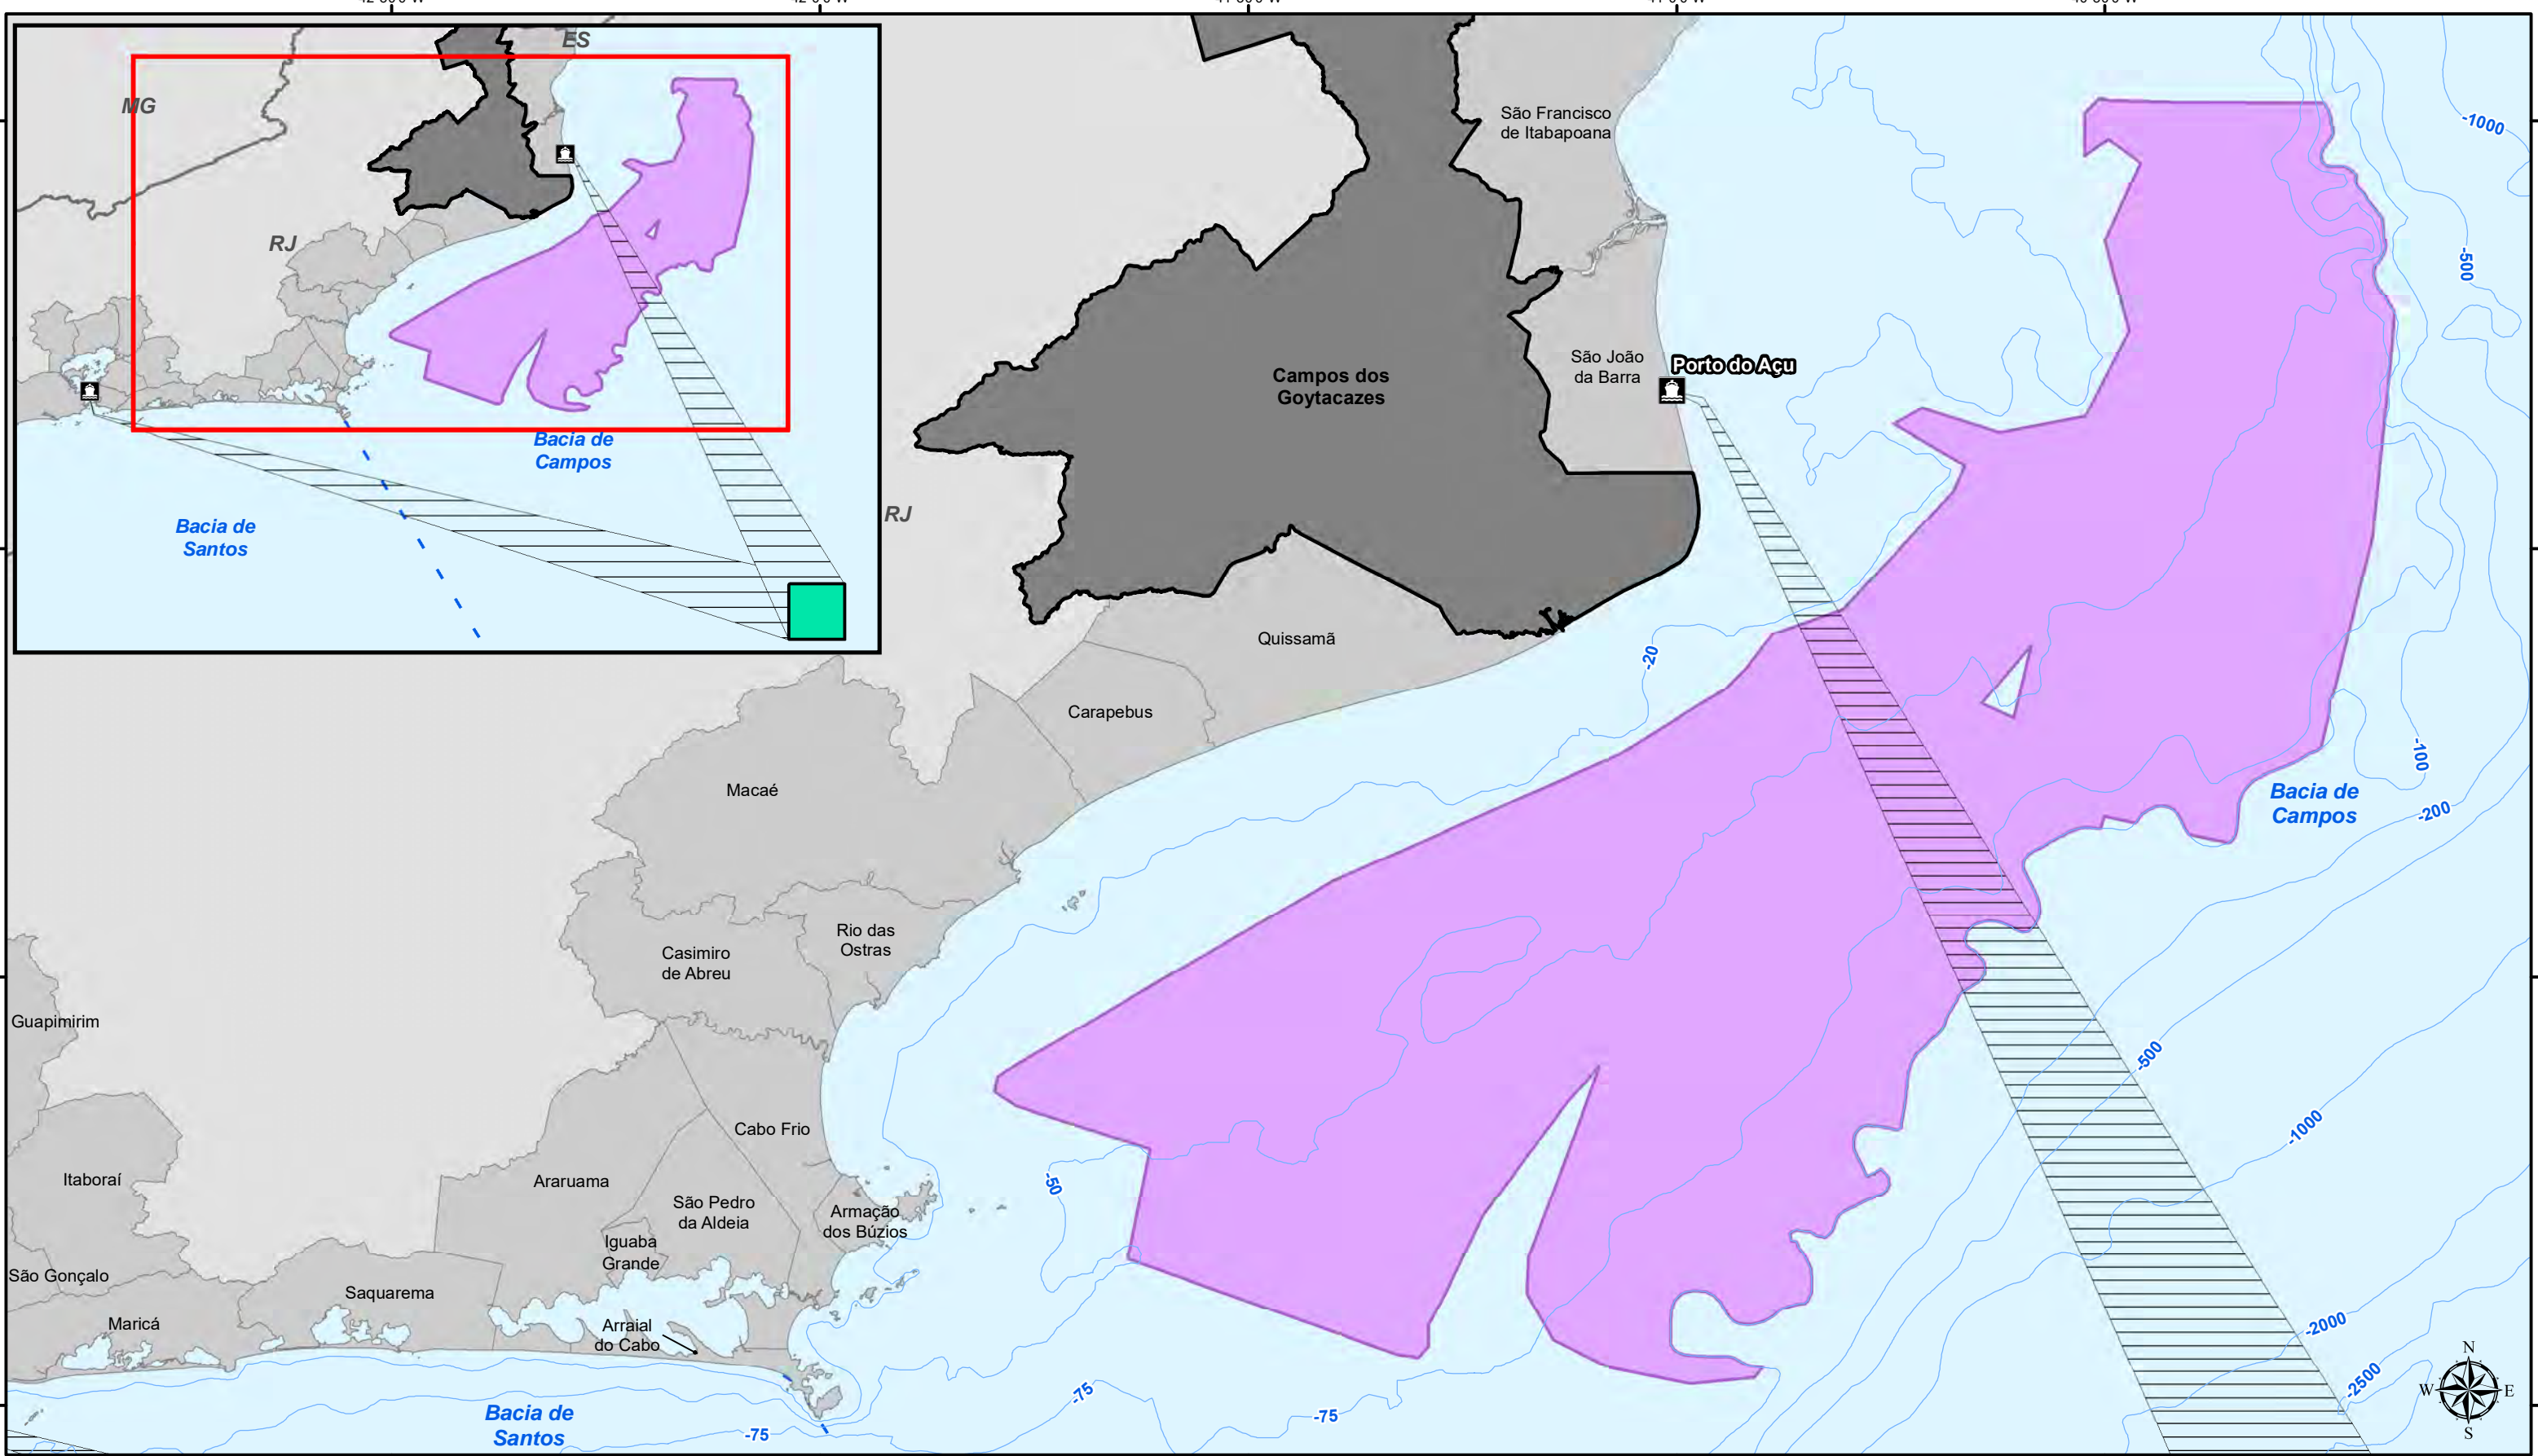 ES
MG
RJ
Bacia de
Campos
Bacia de
Santos
São Francisco
de Itabapoana
-1000
-500
São João
da Barra
Porto do Açu
Campos dos
Goytacazes
RJ
Quissamã
-20
Carapebus
-100
Macaé
Bacia de
Campos
-200
Rio das
Ostras
Casimiro
de Abreu
Guapimirim
-500
Cabo Frio
-1000
Itaboraí
Araruama
-50
São Pedro
da Aldeia
Armação
dos Búzios
Iguaba
Grande
São Gonçalo
Saquarema
Maricá
Arraial
do Cabo
-2000
-2500
N
W
E
S
-75
-75
-75
Bacia de
Santos